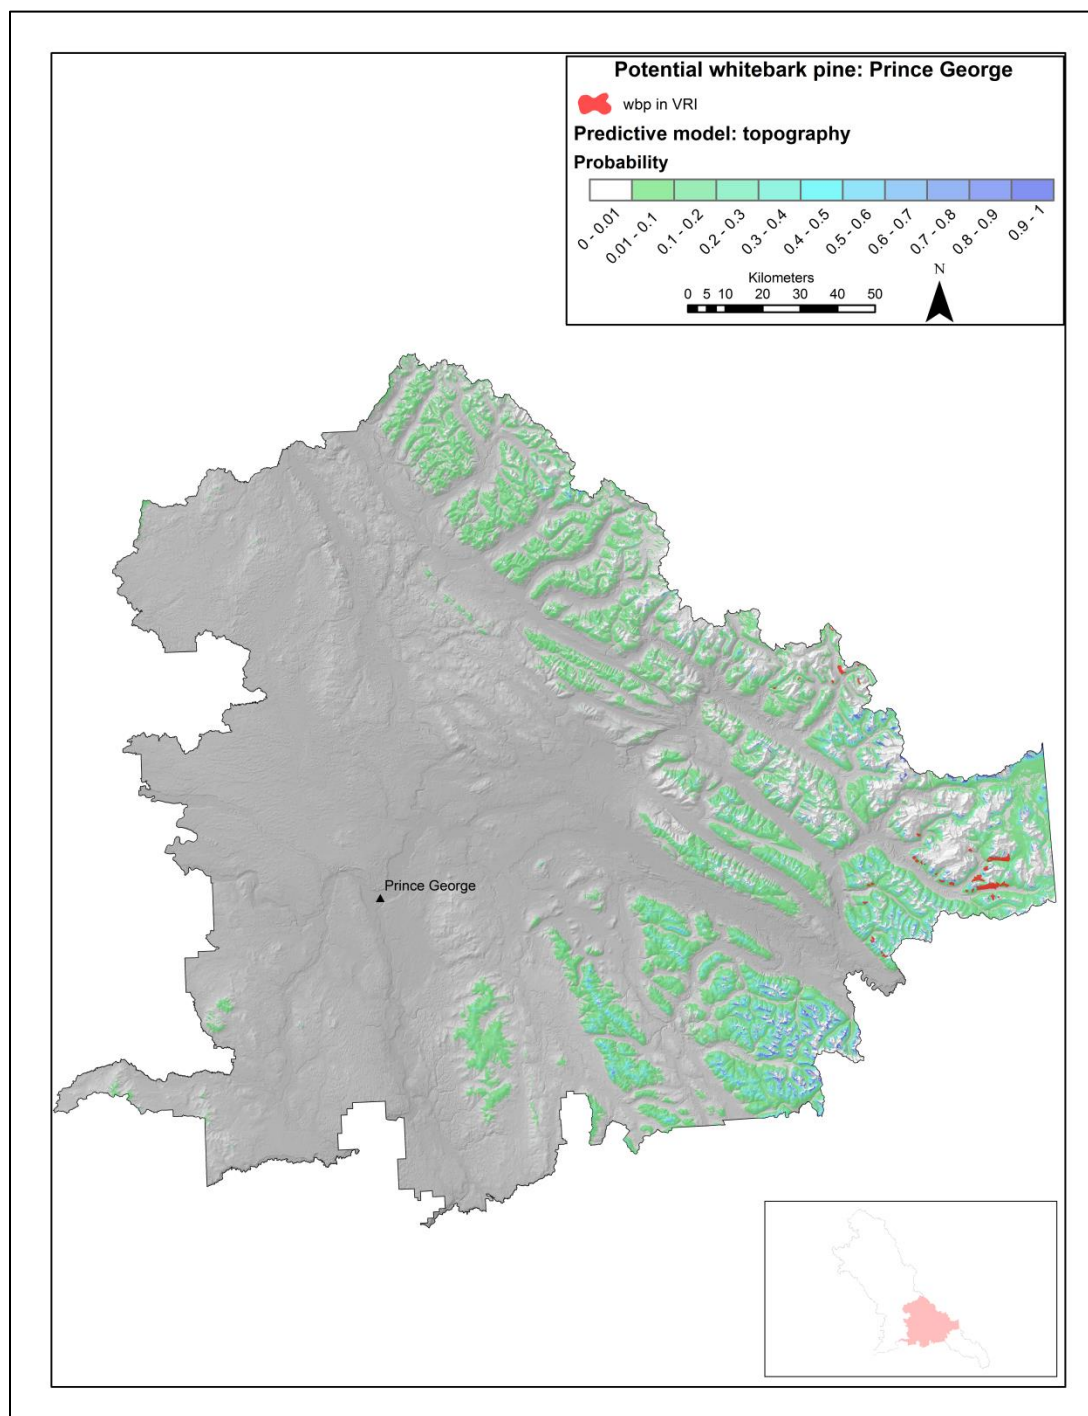 Potential whitebark pine: Prince George
wbp in VRI
Predictive model: topography
Probability
0 - 0.01
0.01 - 0.1
0.1 - 0.2
0.2 - 0.3
0.3 - 0.4
0.4 - 0.5
0.5 - 0.6
0.6 - 0.7
0.7 - 0.8
0.8 - 0.9
0.9 - 1
Kilometers
0 5 10 20 30 40 50
N
Prince George